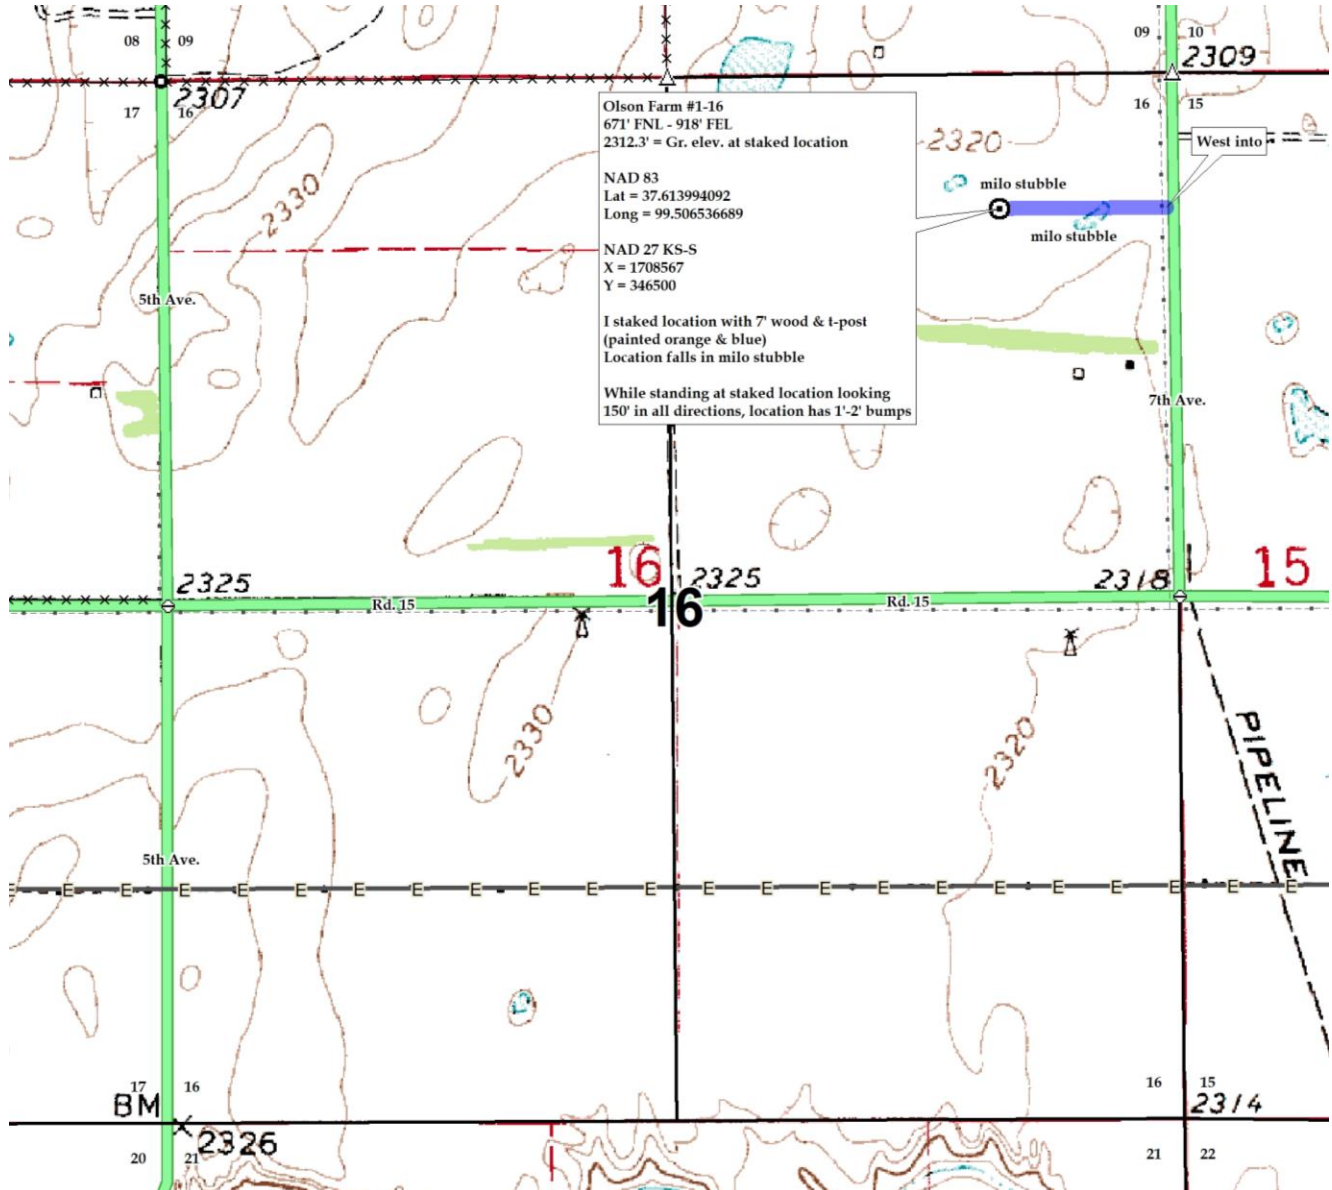 08 09
09 10
2309
2307
17 16
16 15
West into
Olson Farm #1-16
671' FNL - 918' FEL
2312.3' = Gr. elev. at staked location
NAD 83
Lat = 37.613994092
Long = 99.506536689
NAD 27 KS-S
X = 1708567
Y = 346500
I staked location with 7' wood & t-post
(painted orange & blue)
Location falls in milo stubble
While standing at staked location looking
150' in all directions, location has 1'-2' bumps
2320
milo stubble
milo stubble
2330
5th Ave.
7th Ave.
2325
16
2325
2318
15
Rd. 15
16
Rd. 15
2330
2320
PIPELINE
5th Ave.
E E E E E E E E E E E E E E E E E E E E E E
17 16
16 15
BM
2314
2326
20 21
21 22